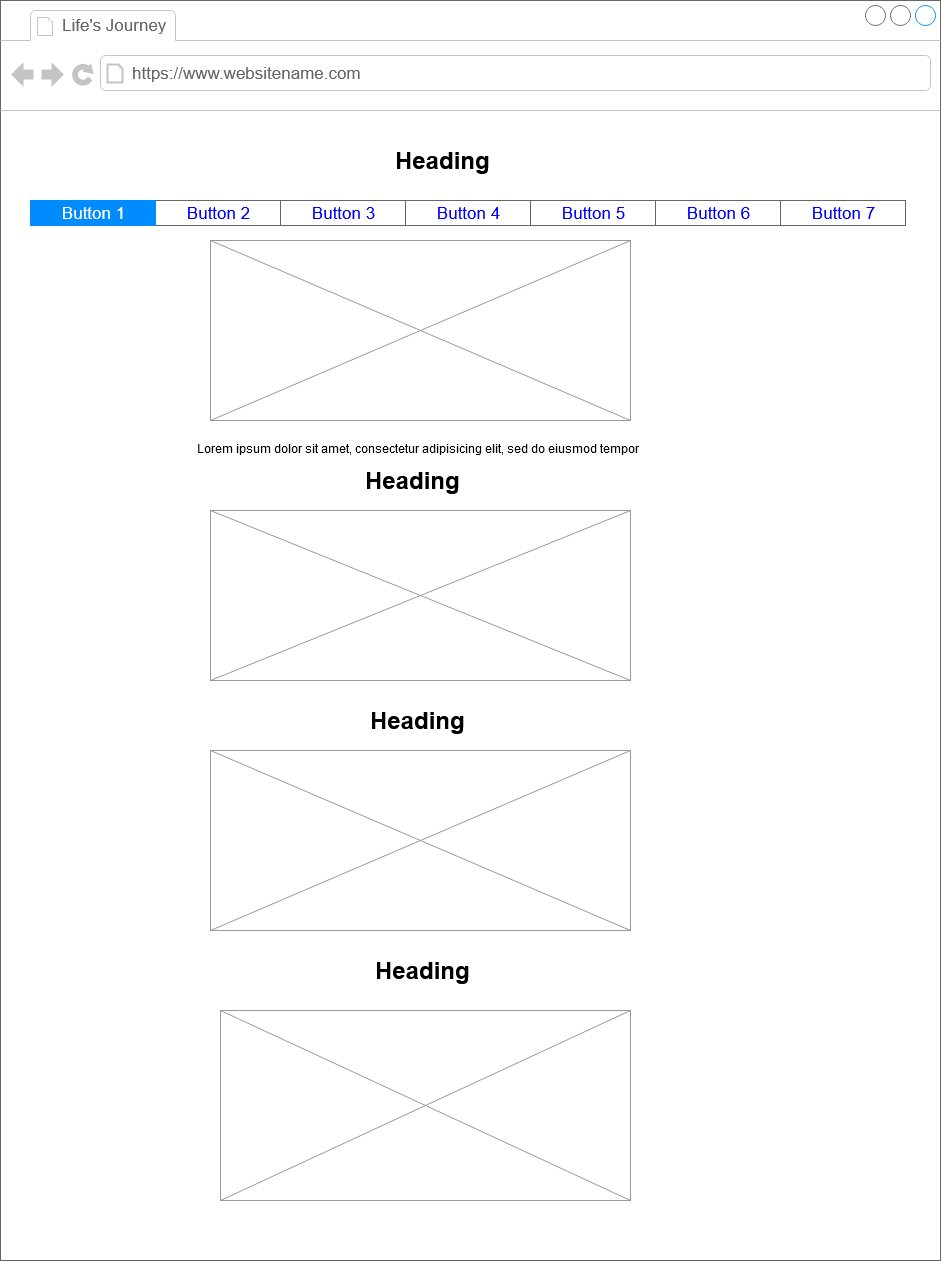 Life's Journey
https://www.websitename.com
Heading
Button 1 Button 2 Button 3 Button 4 Button 5 Button 6 Button 7
Lorem ipsum dolor sit amet, consectetur adipisicing elit, sed do eiusmod tempor
Heading
Heading
Heading